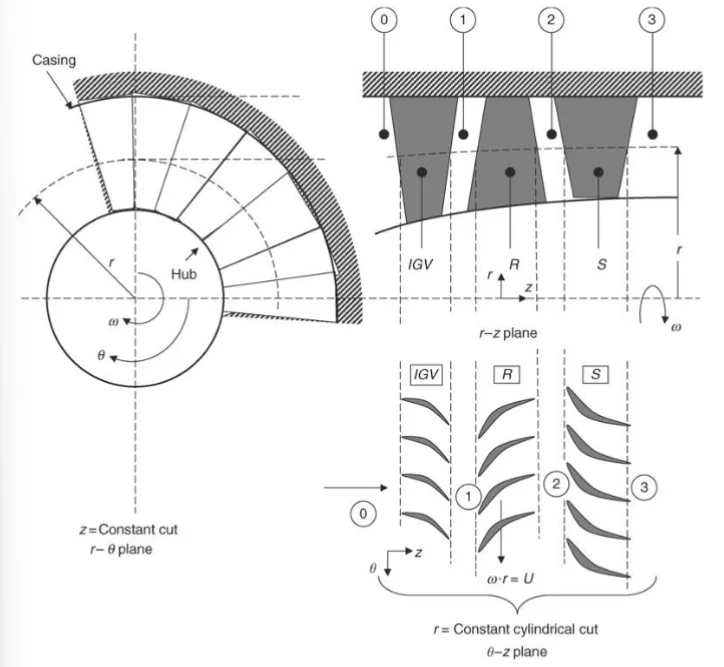 0
1
2
3
Casing
r
Hub
ω
θ
z=Constant cut
r– θ plane
IGV
R
S
r
z
r
ω
r–z plane
IGV
R
S
0
1
2
3
z
θ
ω·r = U
r = Constant cylindrical cut
θ–z plane